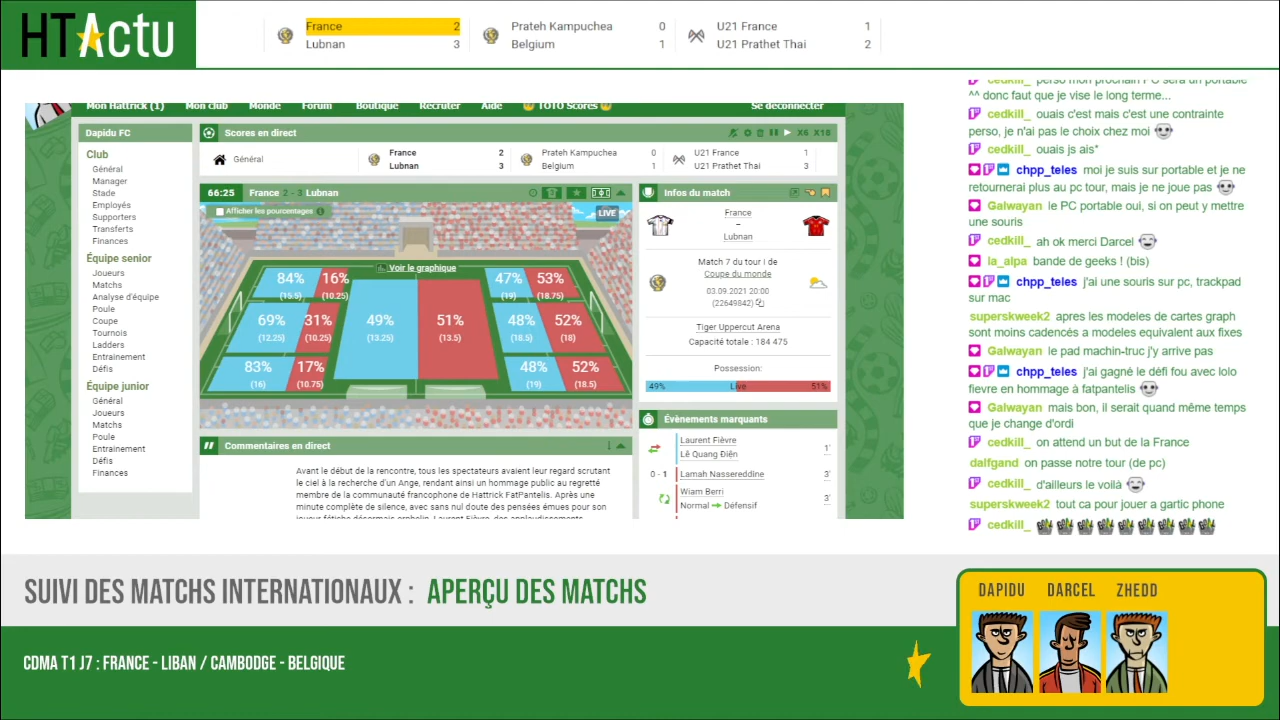 HTActu
France 2
Lubnan 3
Prateh Kampuchea 0
Belgium 1
U21 France 1
U21 Prathet Thai 2
Mon Hattrick (1) Mon club Monde Forum Boutique Recruter Aide TOTO Scores Se déconnecter
Dapidu FC
Club
Général
Manager
Stade
Employés
Supporters
Transferts
Finances
Équipe senior
Joueurs
Matchs
Analyse d'équipe
Poule
Coupe
Tournois
Ladders
Entrainement
Défis
Équipe junior
Général
Joueurs
Matchs
Poule
Entrainement
Défis
Finances
Scores en direct X6 X10
Général
France 2
Lubnan 3
Prateh Kampuchea 0
Belgium 1
U21 France 1
U21 Prathet Thai 3
66:25 France 2 - 3 Lubnan
Afficher les pourcentages
LIVE
Voir le graphique
84% 16% 47% 53%
(15.5) (10.25) (19) (18.75)
69% 31% 49% 51% 48% 52%
(12.25) (10.25) (13.25) (13.5) (18.5) (18)
83% 17% 48% 52%
(16) (10.75) (19) (18.5)
Commentaires en direct
Avant le début de la rencontre, tous les spectateurs avaient leur regard scrutant
le ciel à la recherche d'un Ange, rendant ainsi un hommage public au regretté
membre de la communauté francophone de Hattrick FatPantelis. Après une
minute complète de silence, avec sans nul doute des pensées émues pour son
joueur fétiche désormais orphelin, Laurent Fièvre, des applaudissements
Infos du match
France
–
Lubnan
Match 7 du tour I de
Coupe du monde
03.09.2021 20:00
(22649842)
Tiger Uppercut Arena
Capacité totale : 184 475
Possession:
49% Live 51%
Évènements marquants
Laurent Fièvre
Lê Quang Điện 1'
0 - 1 Lamah Nassereddine 3'
Wiam Berri
Normal Défensif 3'
cedkill_ perso mon prochain PC sera un portable
^^ donc faut que je vise le long terme...
cedkill_ ouais c'est mais c'est une contrainte
perso, je n'ai pas le choix chez moi
cedkill_ ouais js ais*
chpp_teles moi je suis sur portable et je ne
retournerai plus au pc tour, mais je ne joue pas
Galwayan le PC portable oui, si on peut y mettre
une souris
cedkill_ ah ok merci Darcel
la_alpa bande de geeks ! (bis)
chpp_teles j'ai une souris sur pc, trackpad
sur mac
superskweek2 apres les modeles de cartes graph
sont moins cadencés a modeles equivalent aux fixes
Galwayan le pad machin-truc j'y arrive pas
chpp_teles j'ai gagné le défi fou avec lolo
fievre en hommage à fatpantelis
Galwayan mais bon, il serait quand même temps
que je change d'ordi
cedkill_ on attend un but de la France
dalfgand on passe notre tour (de pc)
cedkill_ d'ailleurs le voilà
superskweek2 tout ca pour jouer a gartic phone
cedkill_
SUIVI DES MATCHS INTERNATIONAUX : APERÇU DES MATCHS
CDMA T1 J7 : FRANCE - LIBAN / CAMBODGE - BELGIQUE
DAPIDU DARCEL ZHEDD